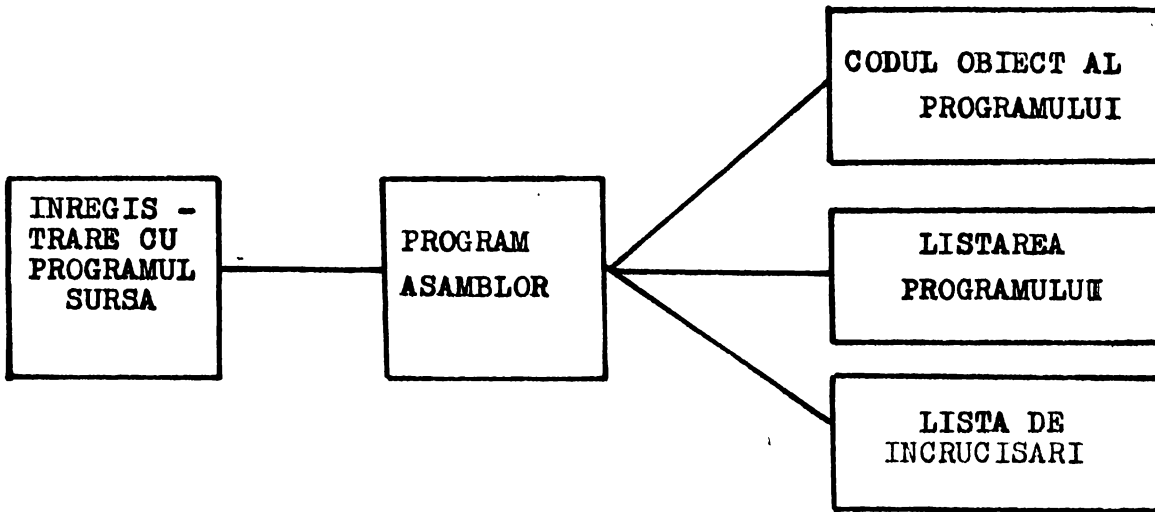 INREGIS -
TRARE CU
PROGRAMUL
SURSA
PROGRAM
ASAMBLOR
CODUL OBIECT AL
PROGRAMULUI
LISTAREA
PROGRAMULUI
LISTA DE
INCRUCISARI